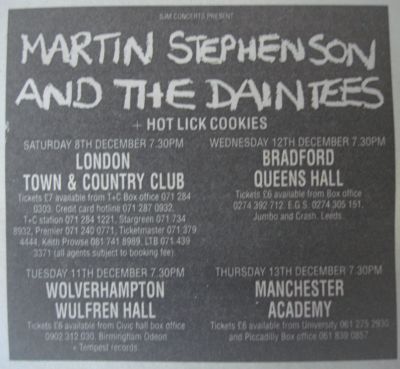 SJM CONCERTS PRESENT
MARTIN STEPHENSON
AND THE DAINTEES
+ HOT LICK COOKIES
SATURDAY 8TH DECEMBER 7.30PM
LONDON
TOWN & COUNTRY CLUB
Tickets £7 available from T+C Box office 071 284
0303. Credit card hotline 071 287 0932.
T+C station 071 284 1221, Stargreen 071 734
8932, Premier 071 240 0771, Ticketmaster 071 379
4444, Keith Prowse 081 741 8989, LTB 071 439
3371 (all agents subject to booking fee)
WEDNESDAY 12TH DECEMBER 7.30PM
BRADFORD
QUEENS HALL
Tickets £6 available from Box Office
0274 392 712. E.G.S. 0274 305 151.
Jumbo and Crash, Leeds.
TUESDAY 11TH DECEMBER 7.30PM
WOLVERHAMPTON
WULFREN HALL
Tickets £6 available from Civic hall box office
0902 312 030, Birmingham Odeon
+ Tempest records.
THURSDAY 13TH DECEMBER 7.30PM
MANCHESTER
ACADEMY
Tickets £6 available from University 061 275 2930
and Piccadilly Box office 061 839 0857